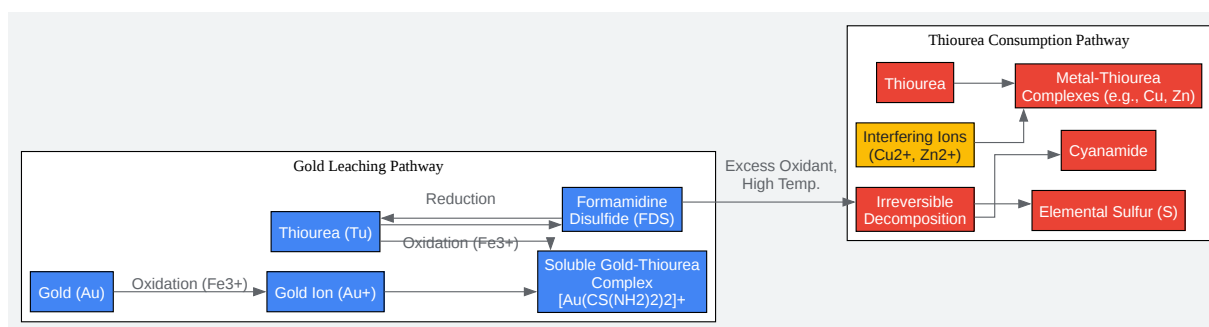 Thiourea Consumption Pathway
Thiourea
Metal-Thiourea
Complexes (e.g., Cu, Zn)
Interfering Ions
(Cu2+, Zn2+)
Cyanamide
Irreversible
Decomposition
Elemental Sulfur (S)
Excess Oxidant,
High Temp.
Gold Leaching Pathway
Reduction
Formamidine
Disulfide (FDS)
Thiourea (Tu)
Oxidation (Fe3+)
Soluble Gold-Thiourea
Complex
[Au(CS(NH2)2)2]+
Gold (Au)
Oxidation (Fe3+)
Gold Ion (Au+)